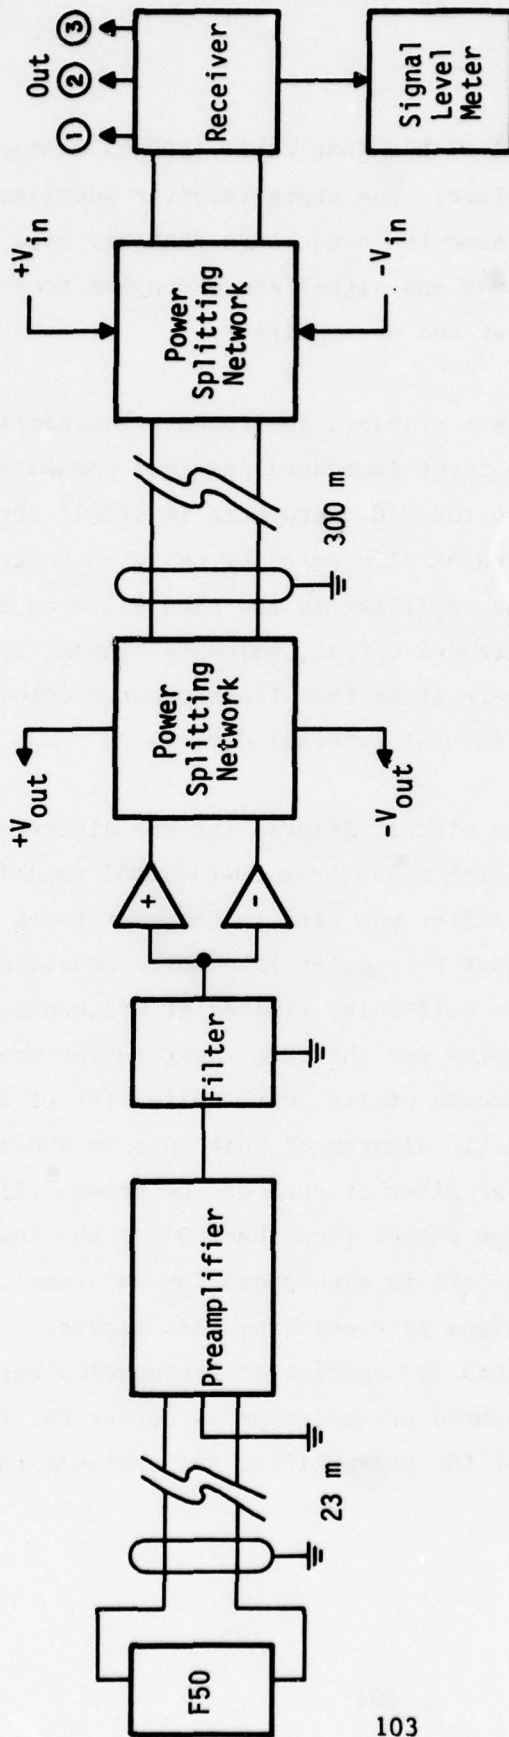 F50
23 m
Preamplifier
Filter
+
-
+V_out
Power
Splitting
Network
-V_out
300 m
+V_in
Power
Splitting
Network
-V_in
Out
1 2 3
Receiver
Signal
Level
Meter
103